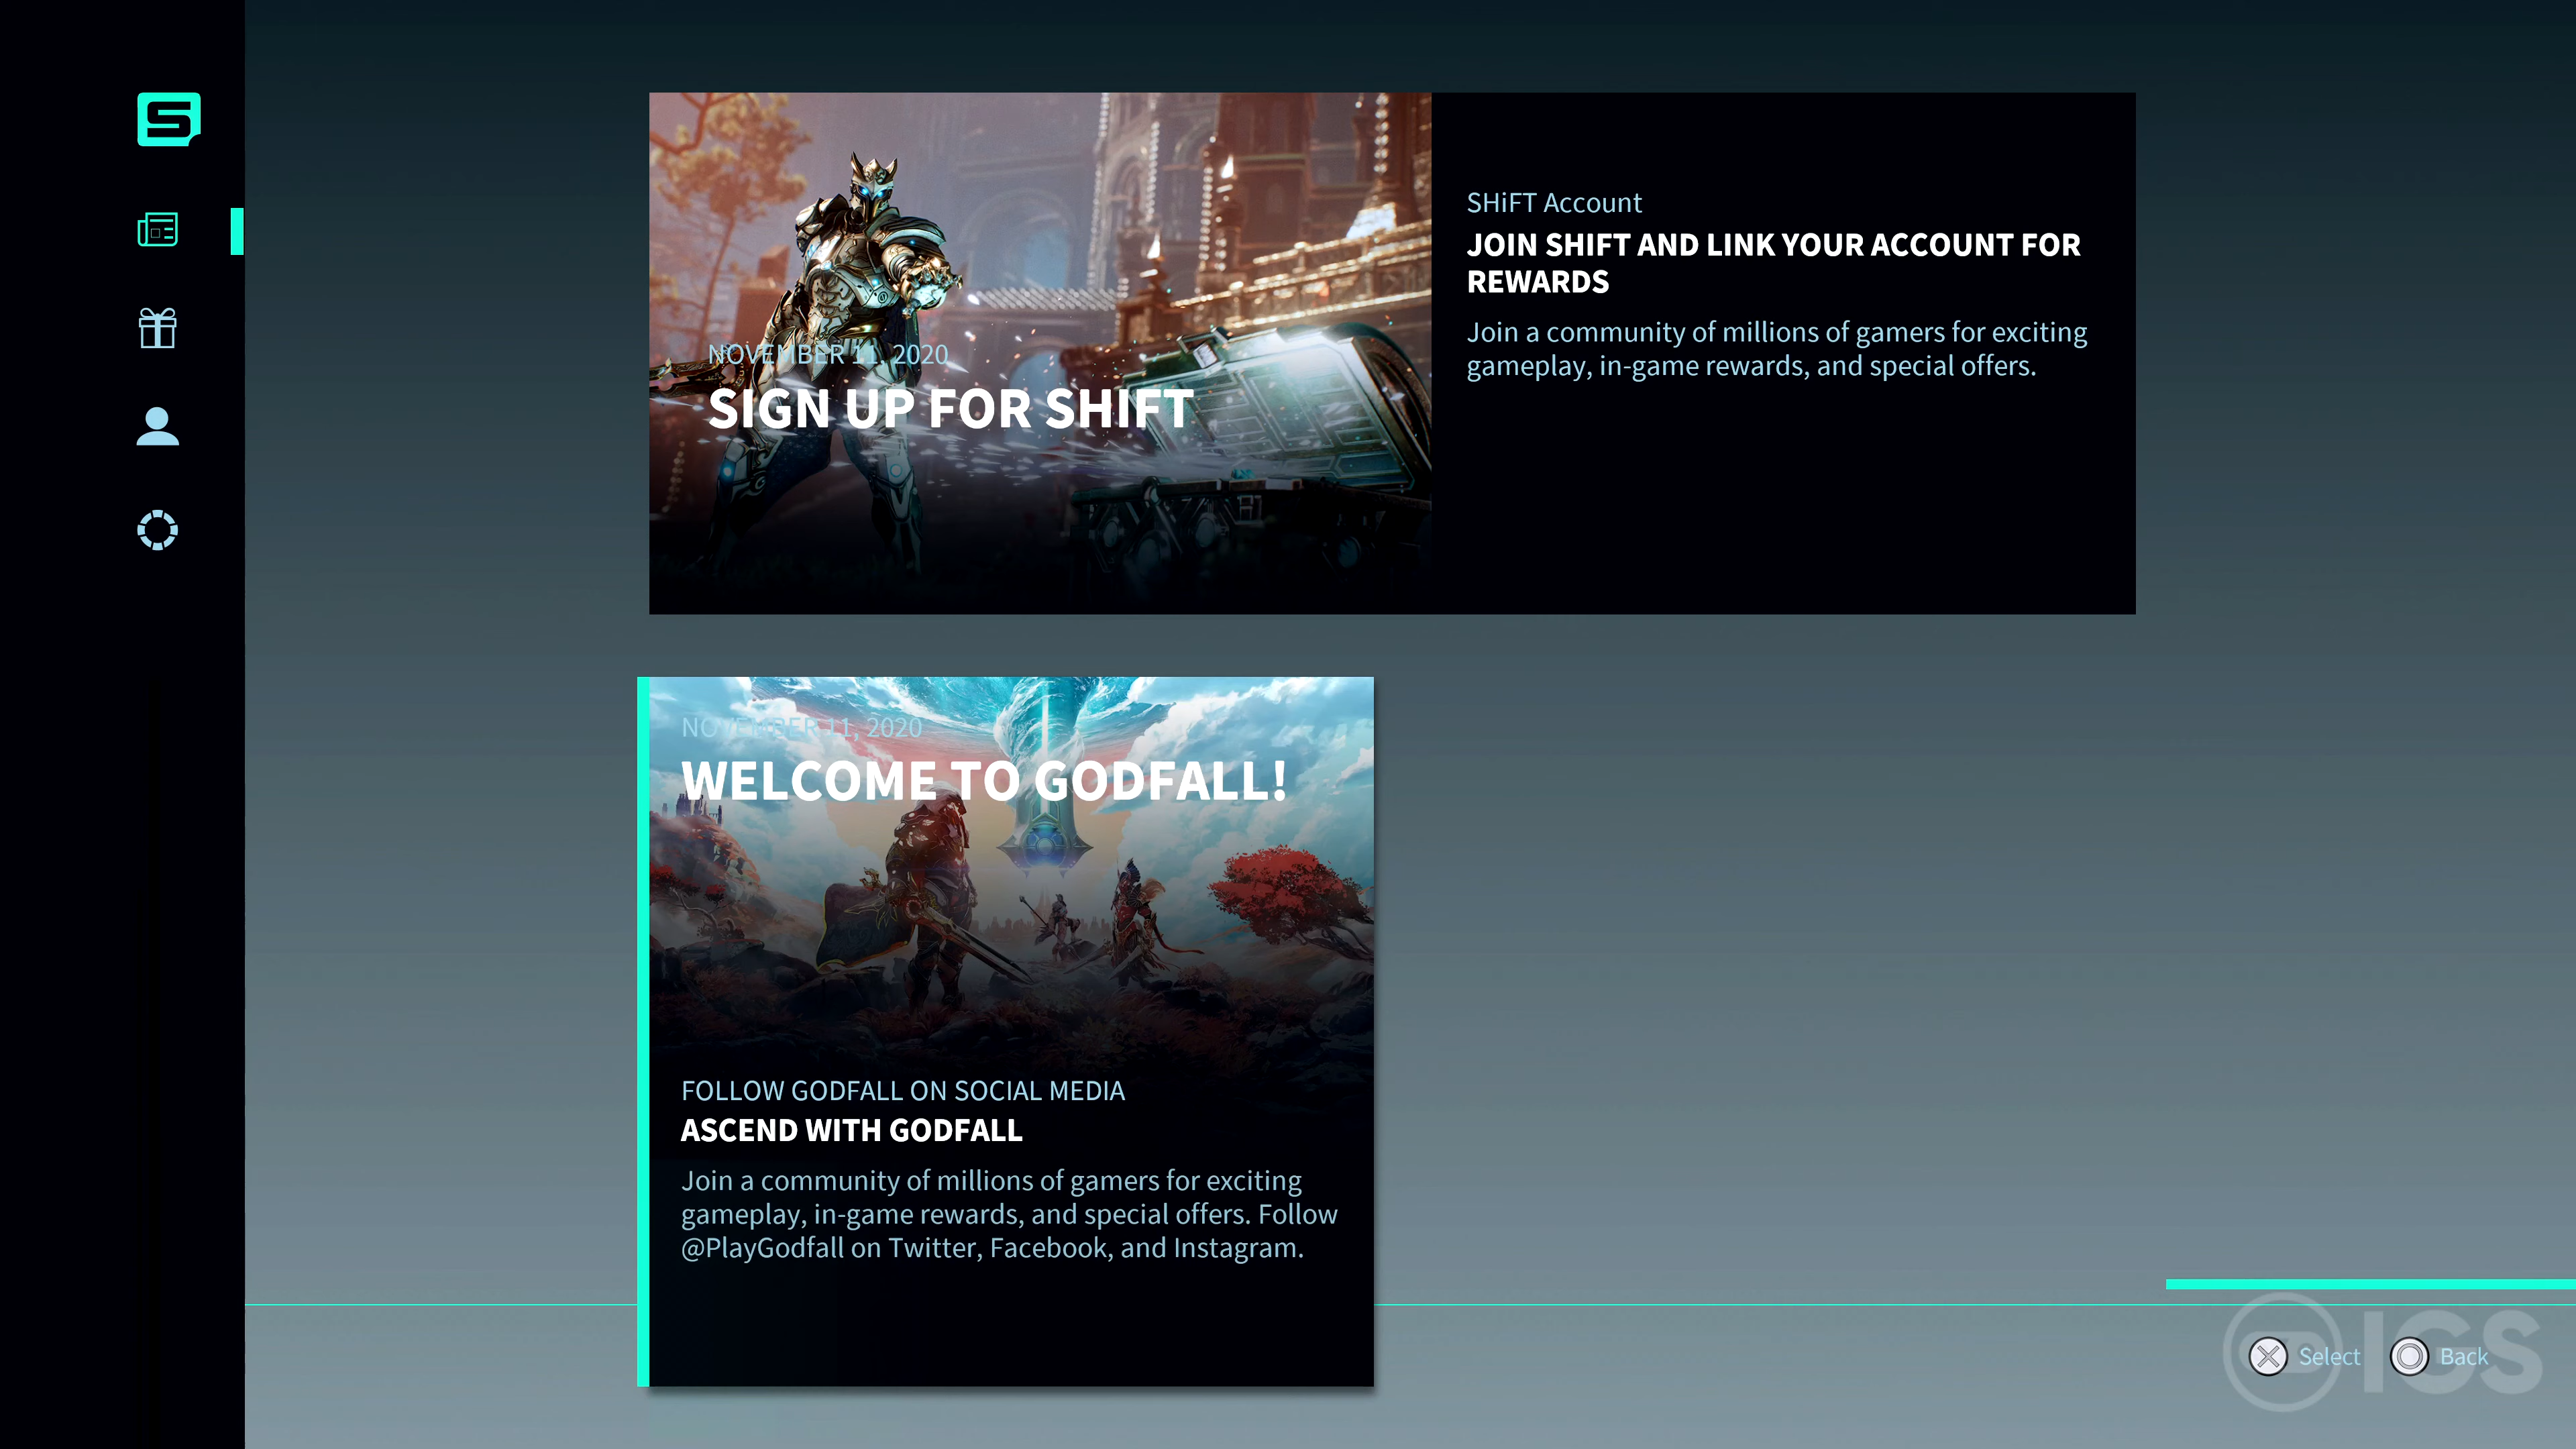 NOVEMBER 11, 2020
SIGN UP FOR SHIFT
SHiFT Account
JOIN SHIFT AND LINK YOUR ACCOUNT FOR
REWARDS
Join a community of millions of gamers for exciting
gameplay, in-game rewards, and special offers.
NOVEMBER 11, 2020
WELCOME TO GODFALL!
FOLLOW GODFALL ON SOCIAL MEDIA
ASCEND WITH GODFALL
Join a community of millions of gamers for exciting
gameplay, in-game rewards, and special offers. Follow
@PlayGodfall on Twitter, Facebook, and Instagram.
Select Back
IGS